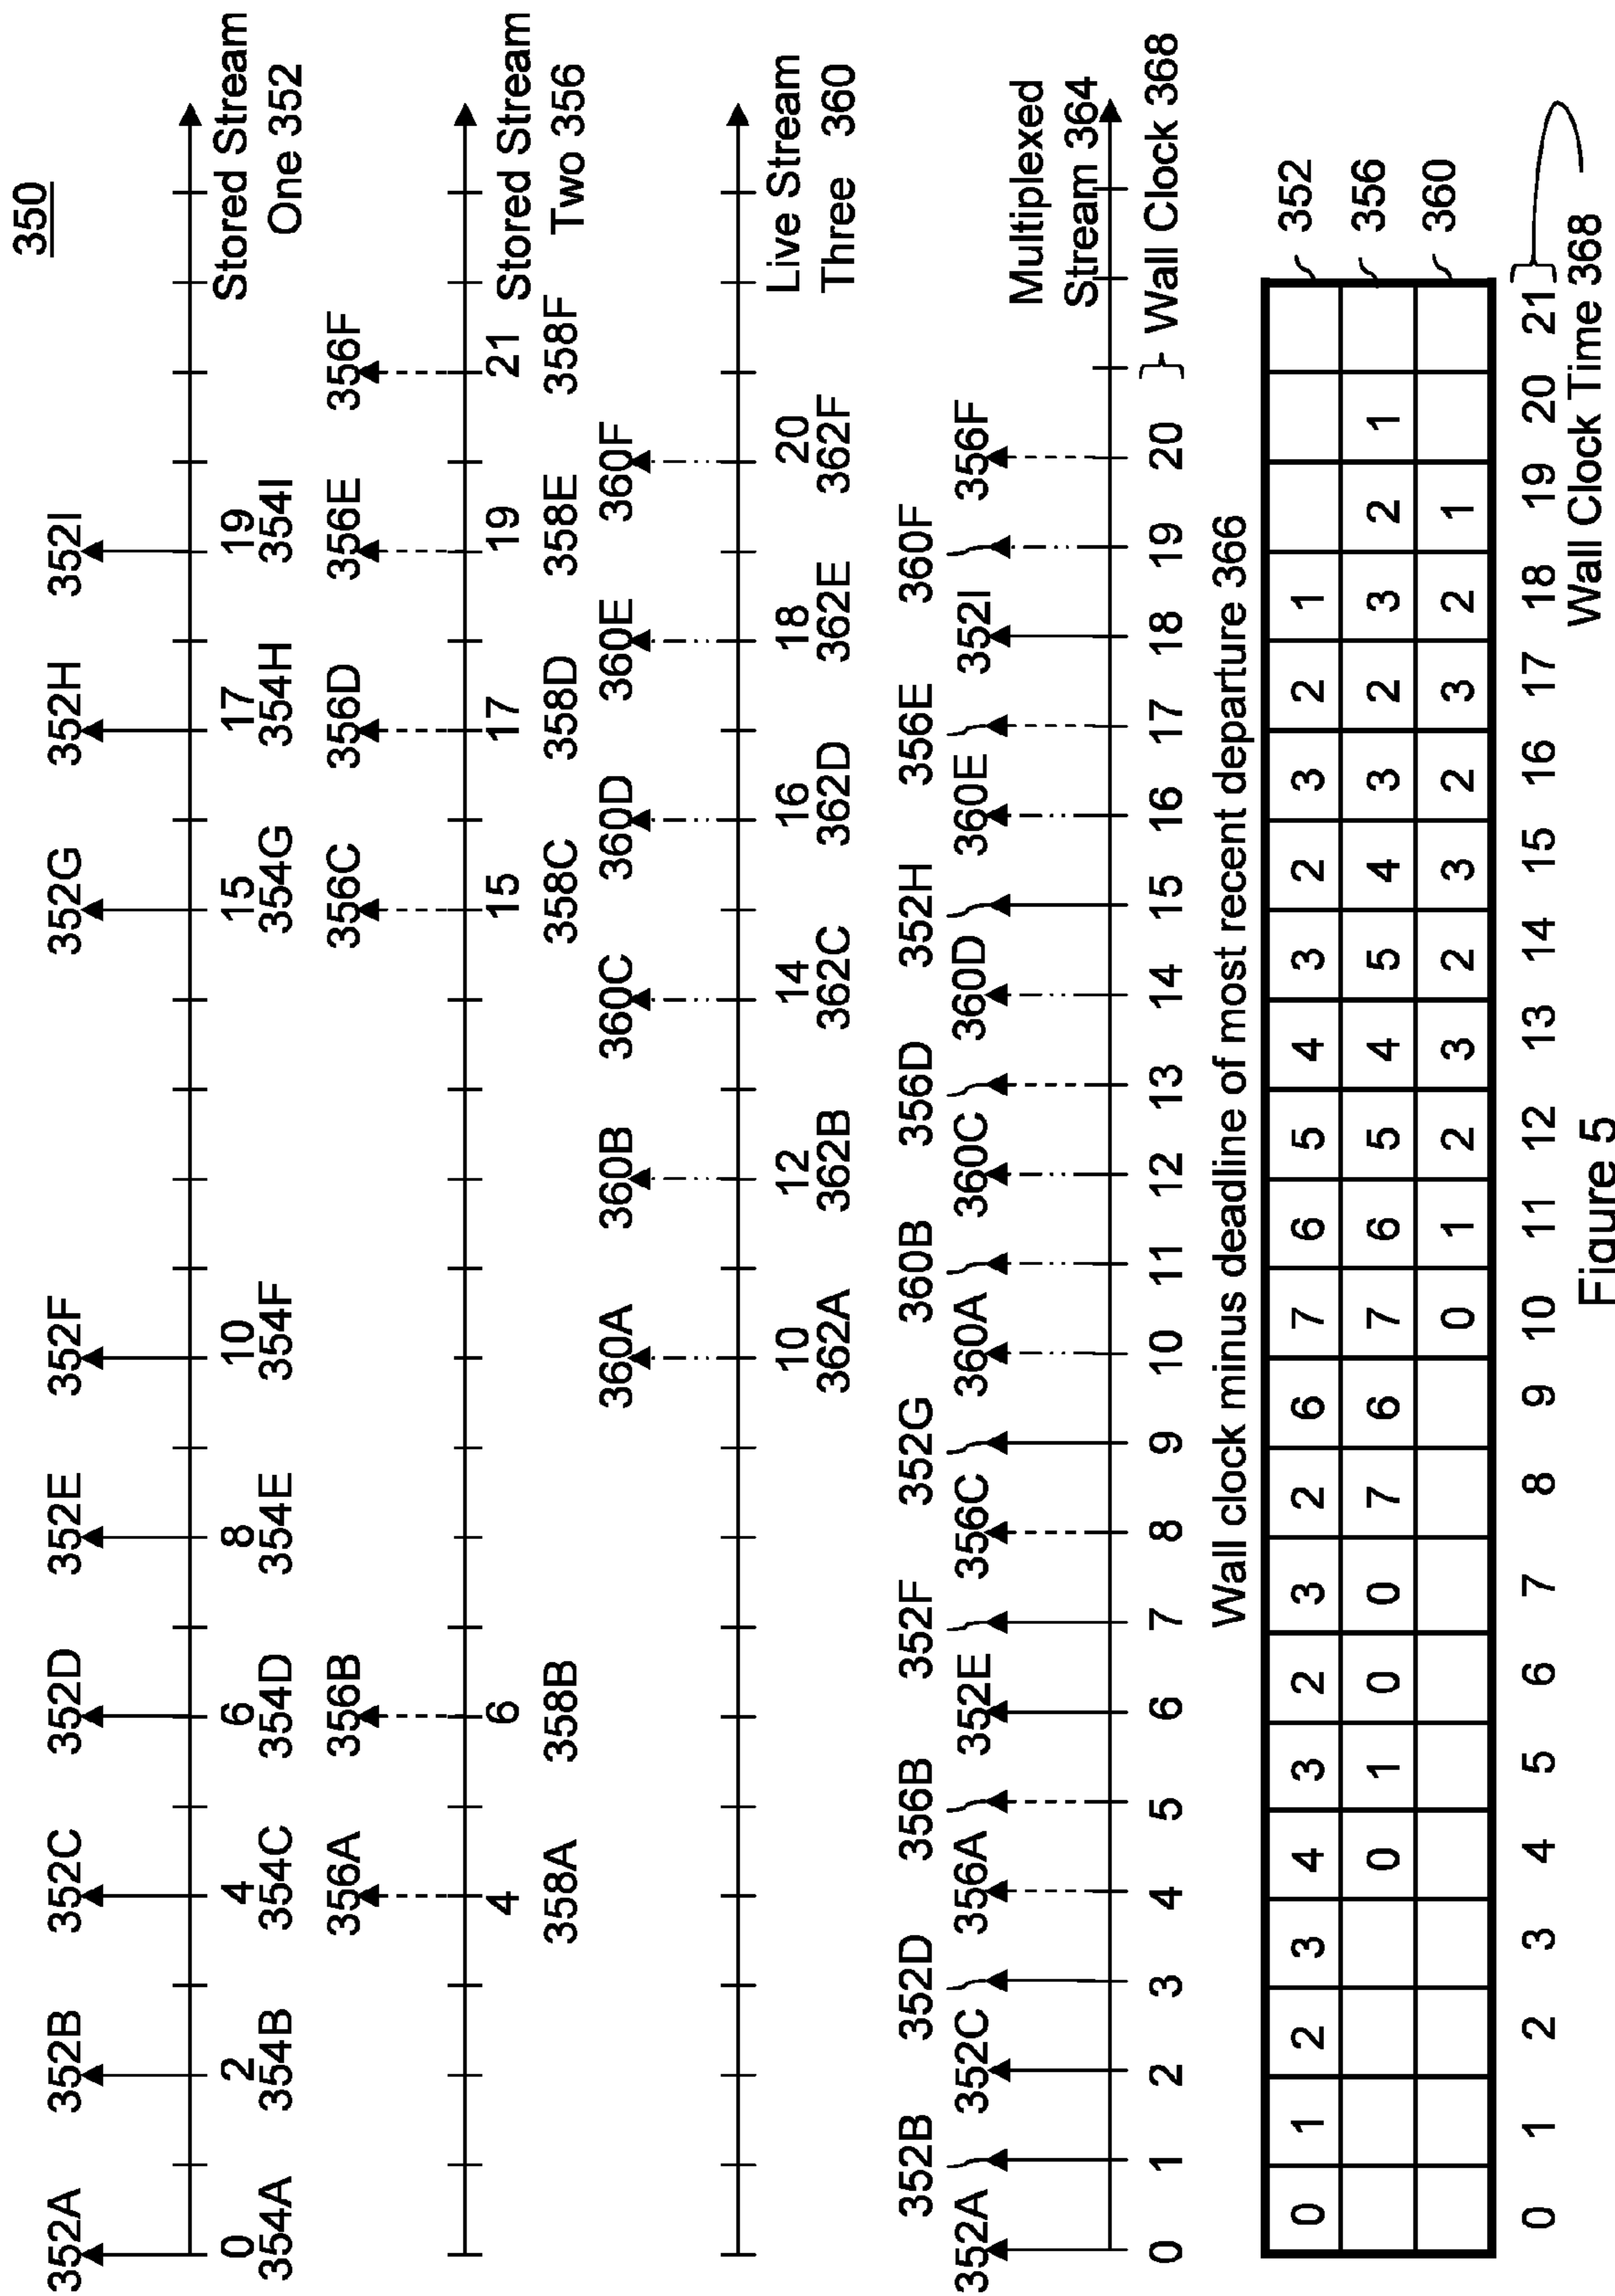 350
352A 352B 352C 352D 352E 352F 352G 352H 352I
0 2 4 6 8 10 15 17 19 Stored Stream
354A 354B 354C 354D 354E 354F 354G 354H 354I One 352
356A 356B 356C 356D 356E 356F
4 6 15 17 19 21 Stored Stream
358A 358B 358C 358D 358E 358F Two 356
360A 360B 360C 360D 360E 360F
10 12 14 16 18 20 Live Stream
362A 362B 362C 362D 362E 362F Three 360
352B 352D 356B 352F 352G 360B 356D 352H 356E 360F
352A 352C 356A 352E 356C 360A 360C 360D 360E 352I 356F
Multiplexed
Stream 364
0 1 2 3 4 5 6 7 8 9 10 11 12 13 14 15 16 17 18 19 20 } Wall Clock 368
Wall clock minus deadline of most recent departure 366
0 1 2 3 4 3 2 3 2 6 7 6 5 4 3 2 3 2 1 352
0 1 0 0 7 6 7 6 5 4 5 4 3 2 3 2 1 356
0 1 2 3 2 3 2 3 2 1 360
0 1 2 3 4 5 6 7 8 9 10 11 12 13 14 15 16 17 18 19 20 21 }
Wall Clock Time 368
Figure 5